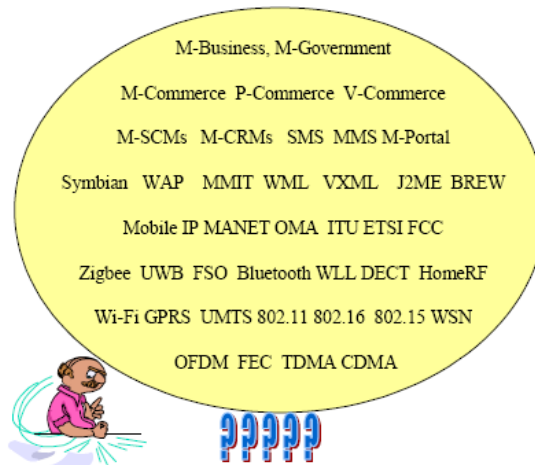 M-Business, M-Government
M-Commerce P-Commerce V-Commerce
M-SCMs M-CRMs SMS MMS M-Portal
Symbian WAP MMIT WML VXML J2ME BREW
Mobile IP MANET OMA ITU ETSI FCC
Zigbee UWB FSO Bluetooth WLL DECT HomeRF
Wi-Fi GPRS UMTS 802.11 802.16 802.15 WSN
OFDM FEC TDMA CDMA
?????